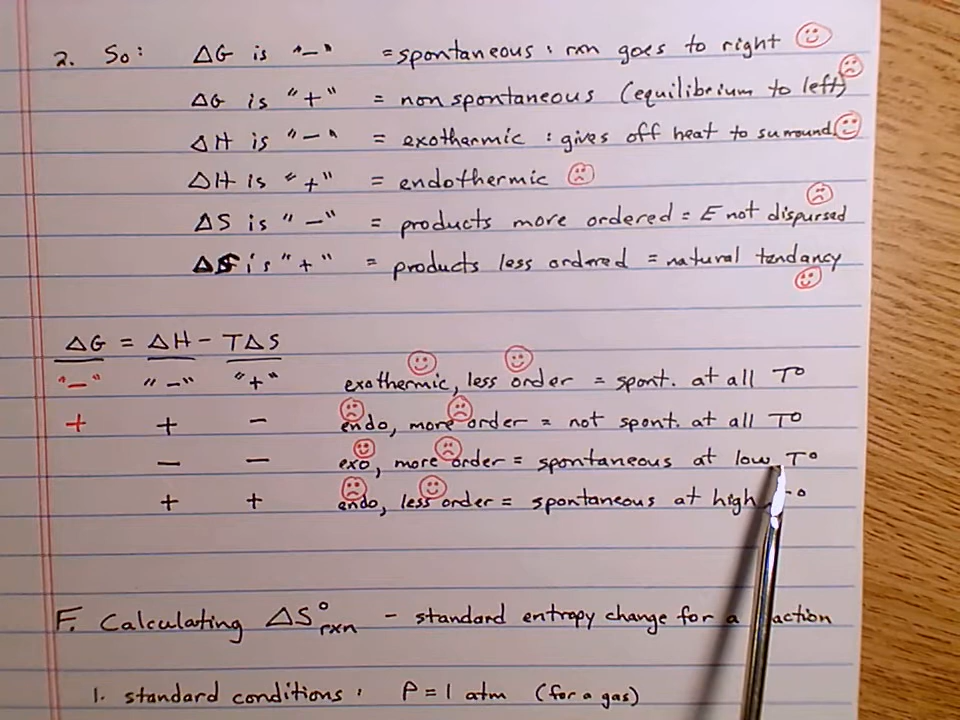 2. So: ΔG is "−" = spontaneous : rxn goes to right
ΔG is "+" = non spontaneous (equilibrium to left)
ΔH is "−" = exothermic : gives off heat to surround.
ΔH is "+" = endothermic
ΔS is "−" = products more ordered = E not dispursed
ΔS is "+" = products less ordered = natural tendancy
ΔG = ΔH − TΔS
"−" "−" "+" exothermic, less order = spont. at all T°
+ + − endo, more order = not spont. at all T°
− − exo, more order = spontaneous at low T°
+ + endo, less order = spontaneous at high °
F. Calculating ΔS°rxn − standard entropy change for a action
1. standard conditions : P = 1 atm (for a gas)